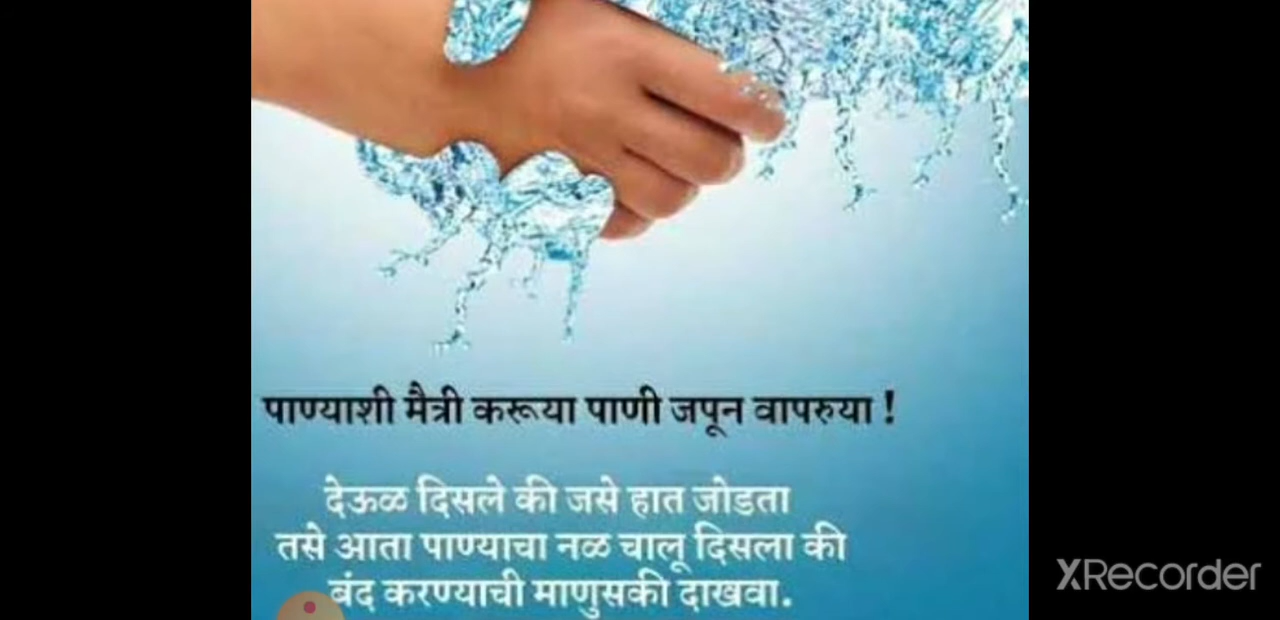 पाण्याशी मैत्री करूया पाणी जपून वापरुया !
देऊळ दिसले की जसे हात जोडता
तसे आता पाण्याचा नळ चालू दिसला की
बंद करण्याची माणुसकी दाखवा.
XRecorder